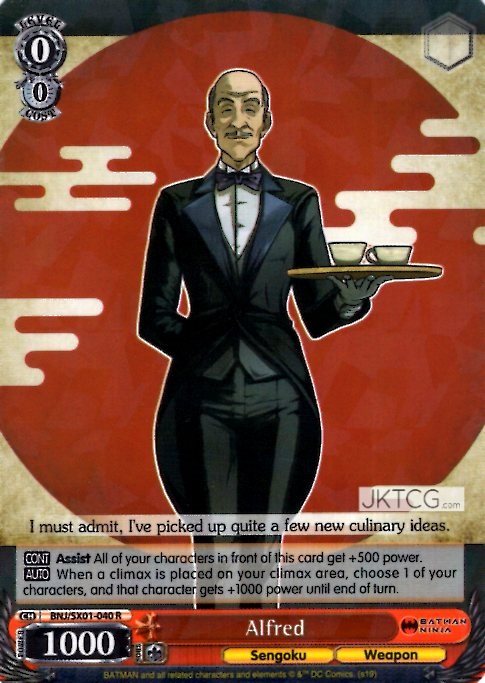 LEVEL
0
0
COST
JKTCG.com
I must admit, I've picked up quite a few new culinary ideas.
CONT Assist All of your characters in front of this card get +500 power.
AUTO When a climax is placed on your climax area, choose 1 of your
characters, and that character gets +1000 power until end of turn.
CH BNJ/SX01-040 R
POWER 1000
SOUL
Alfred
BATMAN
NINJA
Sengoku Weapon
BATMAN and all related characters and elements © &™ DC Comics. (s19)